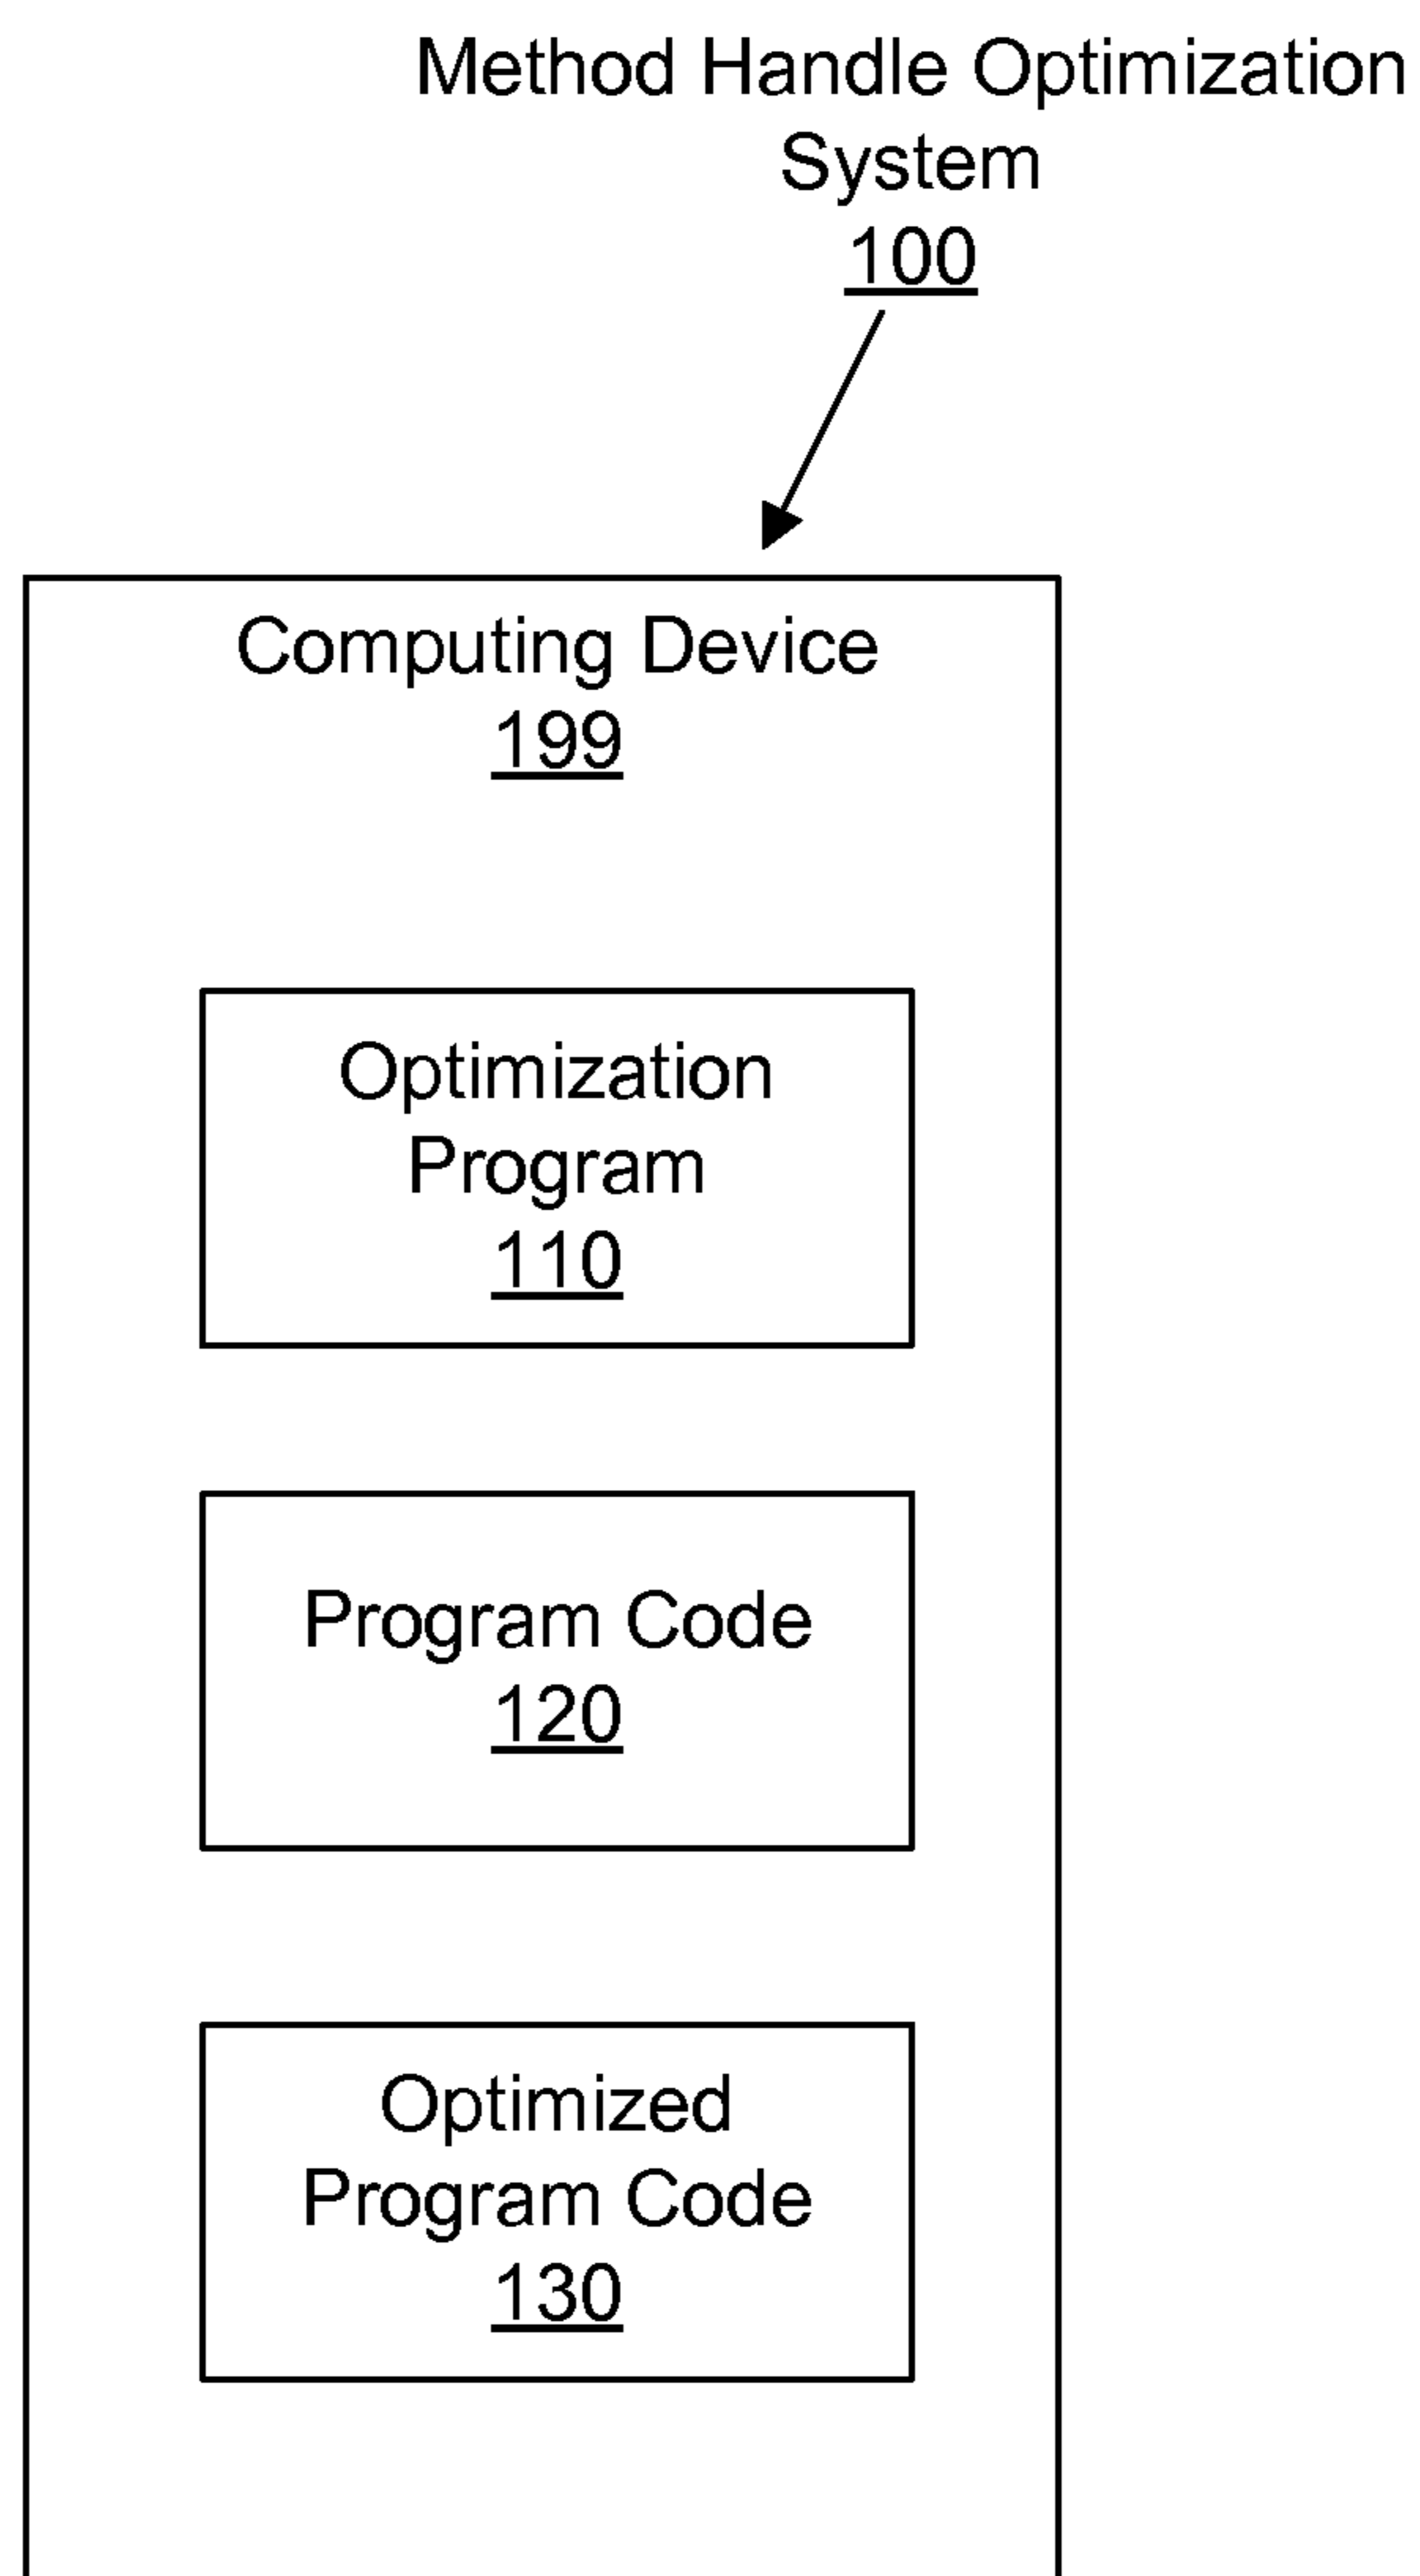 Method Handle Optimization
System
100
Computing Device
199
Optimization
Program
110
Program Code
120
Optimized
Program Code
130